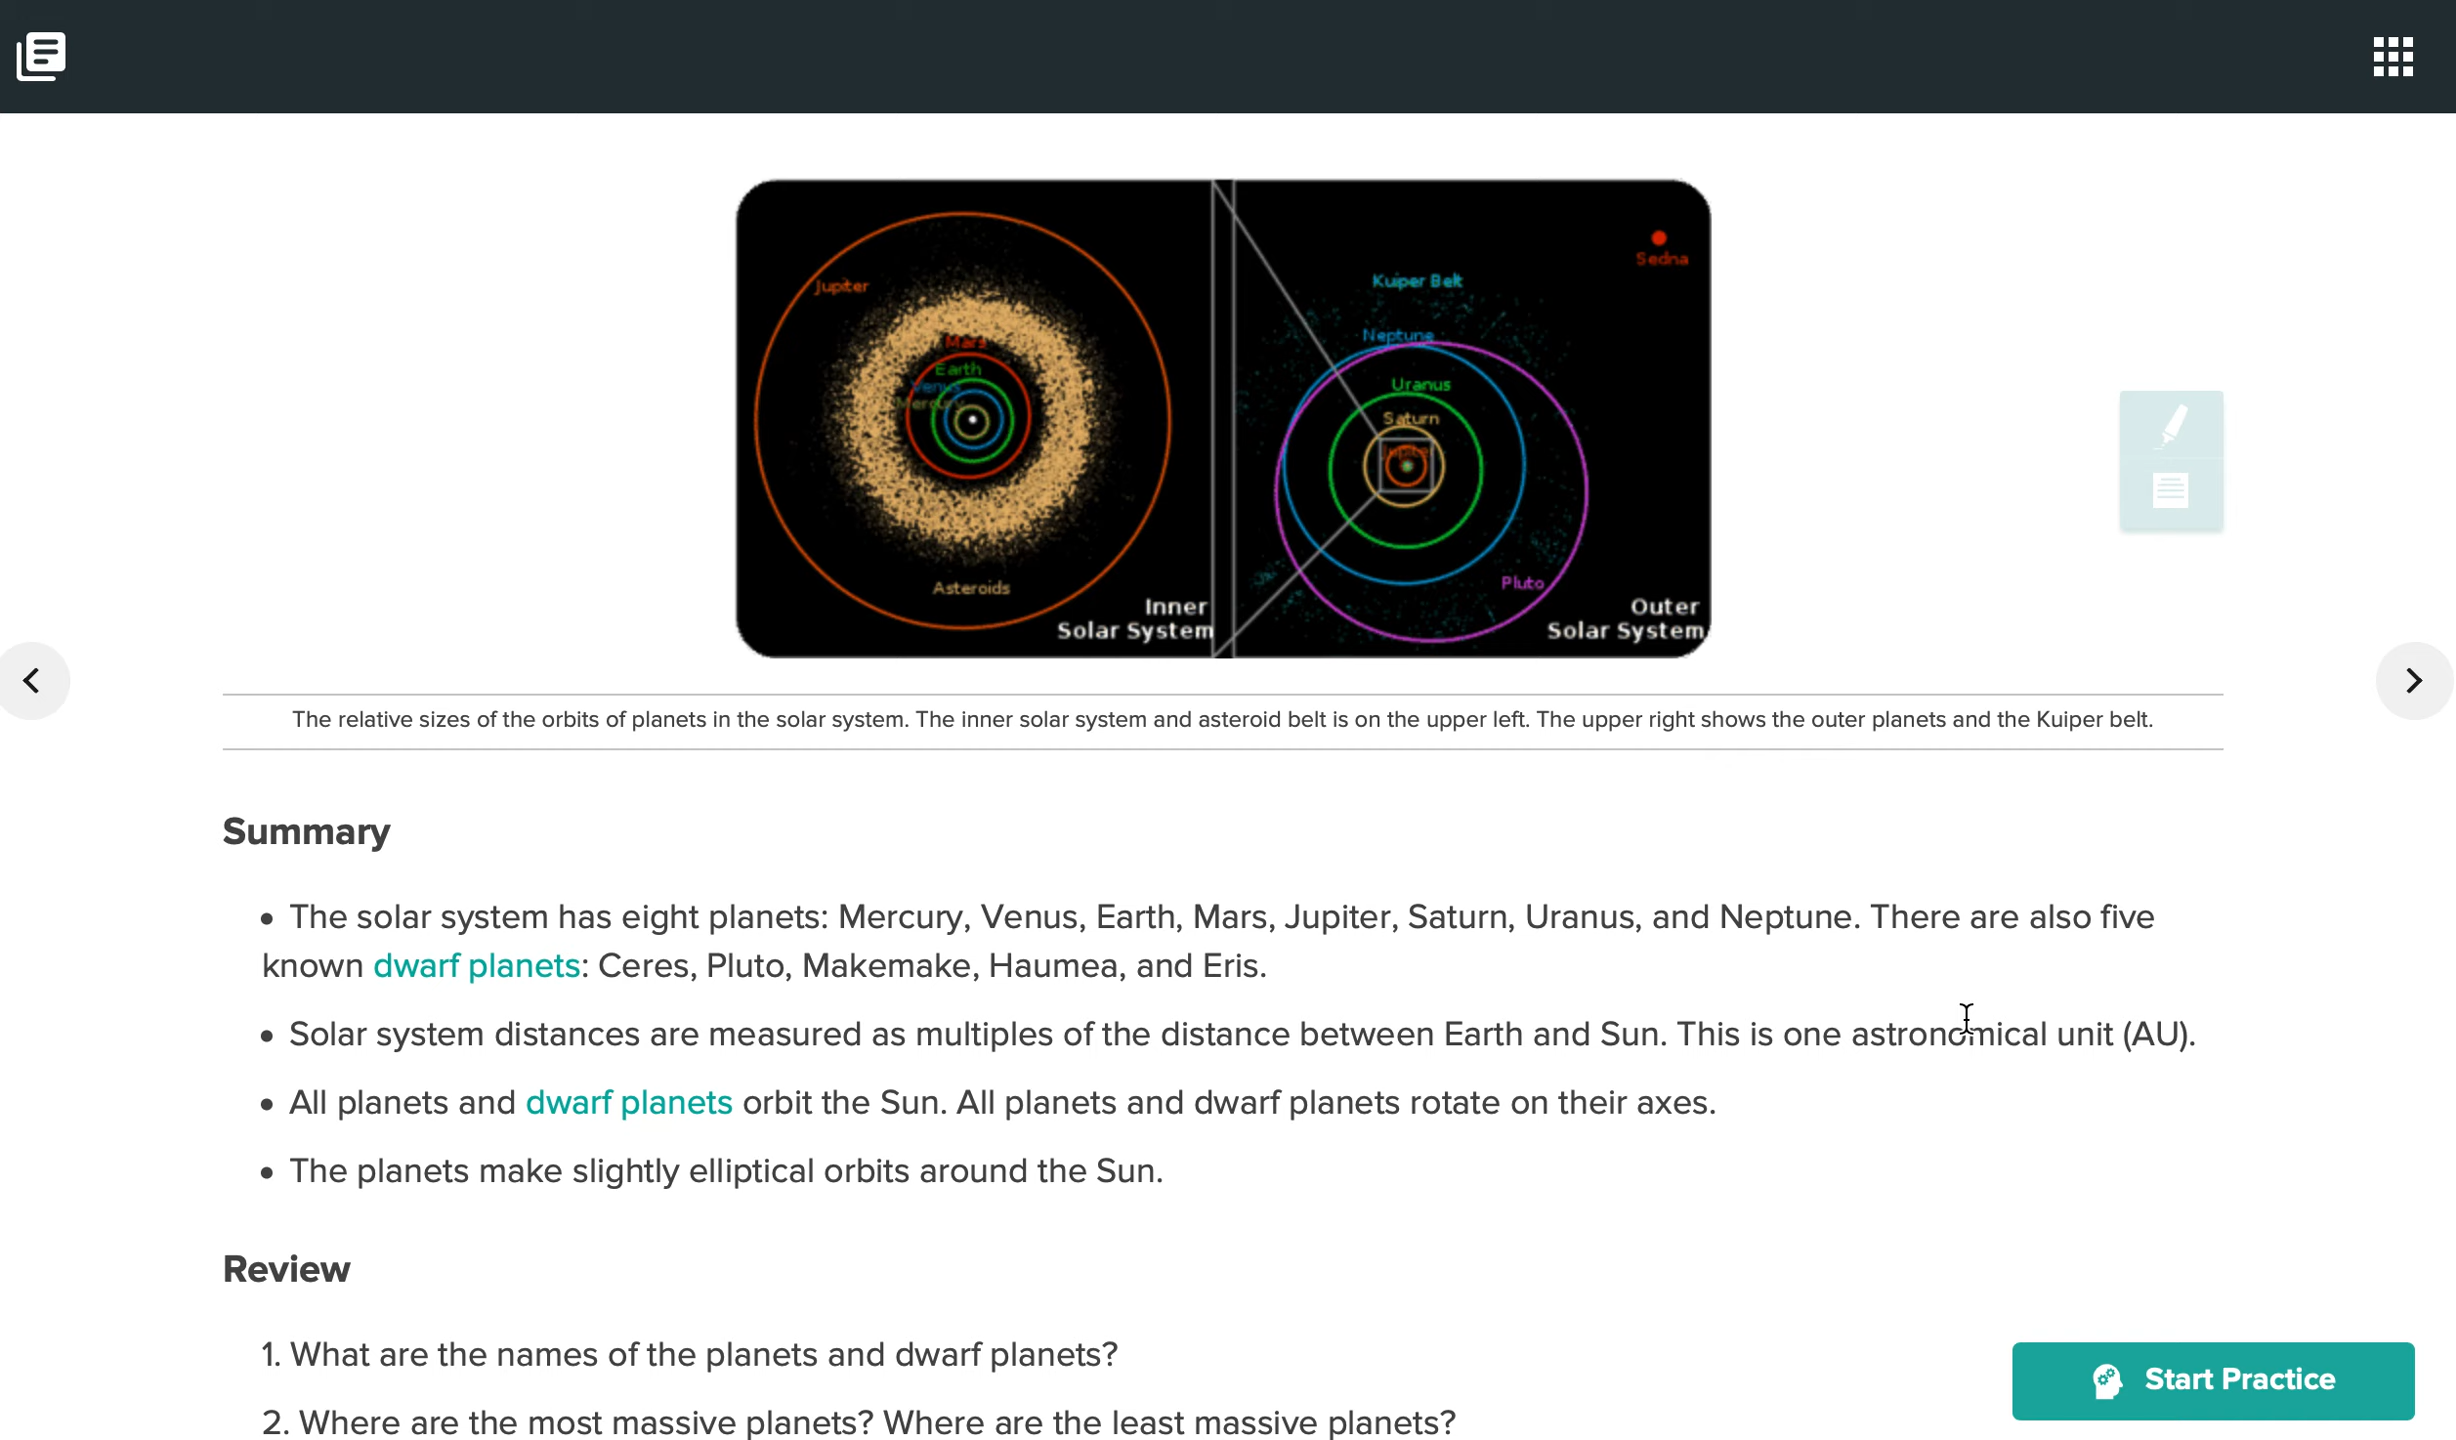 Jupiter
Mars
Earth
Venus
Mercury
Asteroids
Inner
Solar System
Sedna
Kuiper Belt
Neptune
Uranus
Saturn
Jupiter
Pluto
Outer
Solar System
The relative sizes of the orbits of planets in the solar system. The inner solar system and asteroid belt is on the upper left. The upper right shows the outer planets and the Kuiper belt.
Summary
• The solar system has eight planets: Mercury, Venus, Earth, Mars, Jupiter, Saturn, Uranus, and Neptune. There are also five
known dwarf planets: Ceres, Pluto, Makemake, Haumea, and Eris.
• Solar system distances are measured as multiples of the distance between Earth and Sun. This is one astronomical unit (AU).
• All planets and dwarf planets orbit the Sun. All planets and dwarf planets rotate on their axes.
• The planets make slightly elliptical orbits around the Sun.
Review
1. What are the names of the planets and dwarf planets?
2. Where are the most massive planets? Where are the least massive planets?
Start Practice